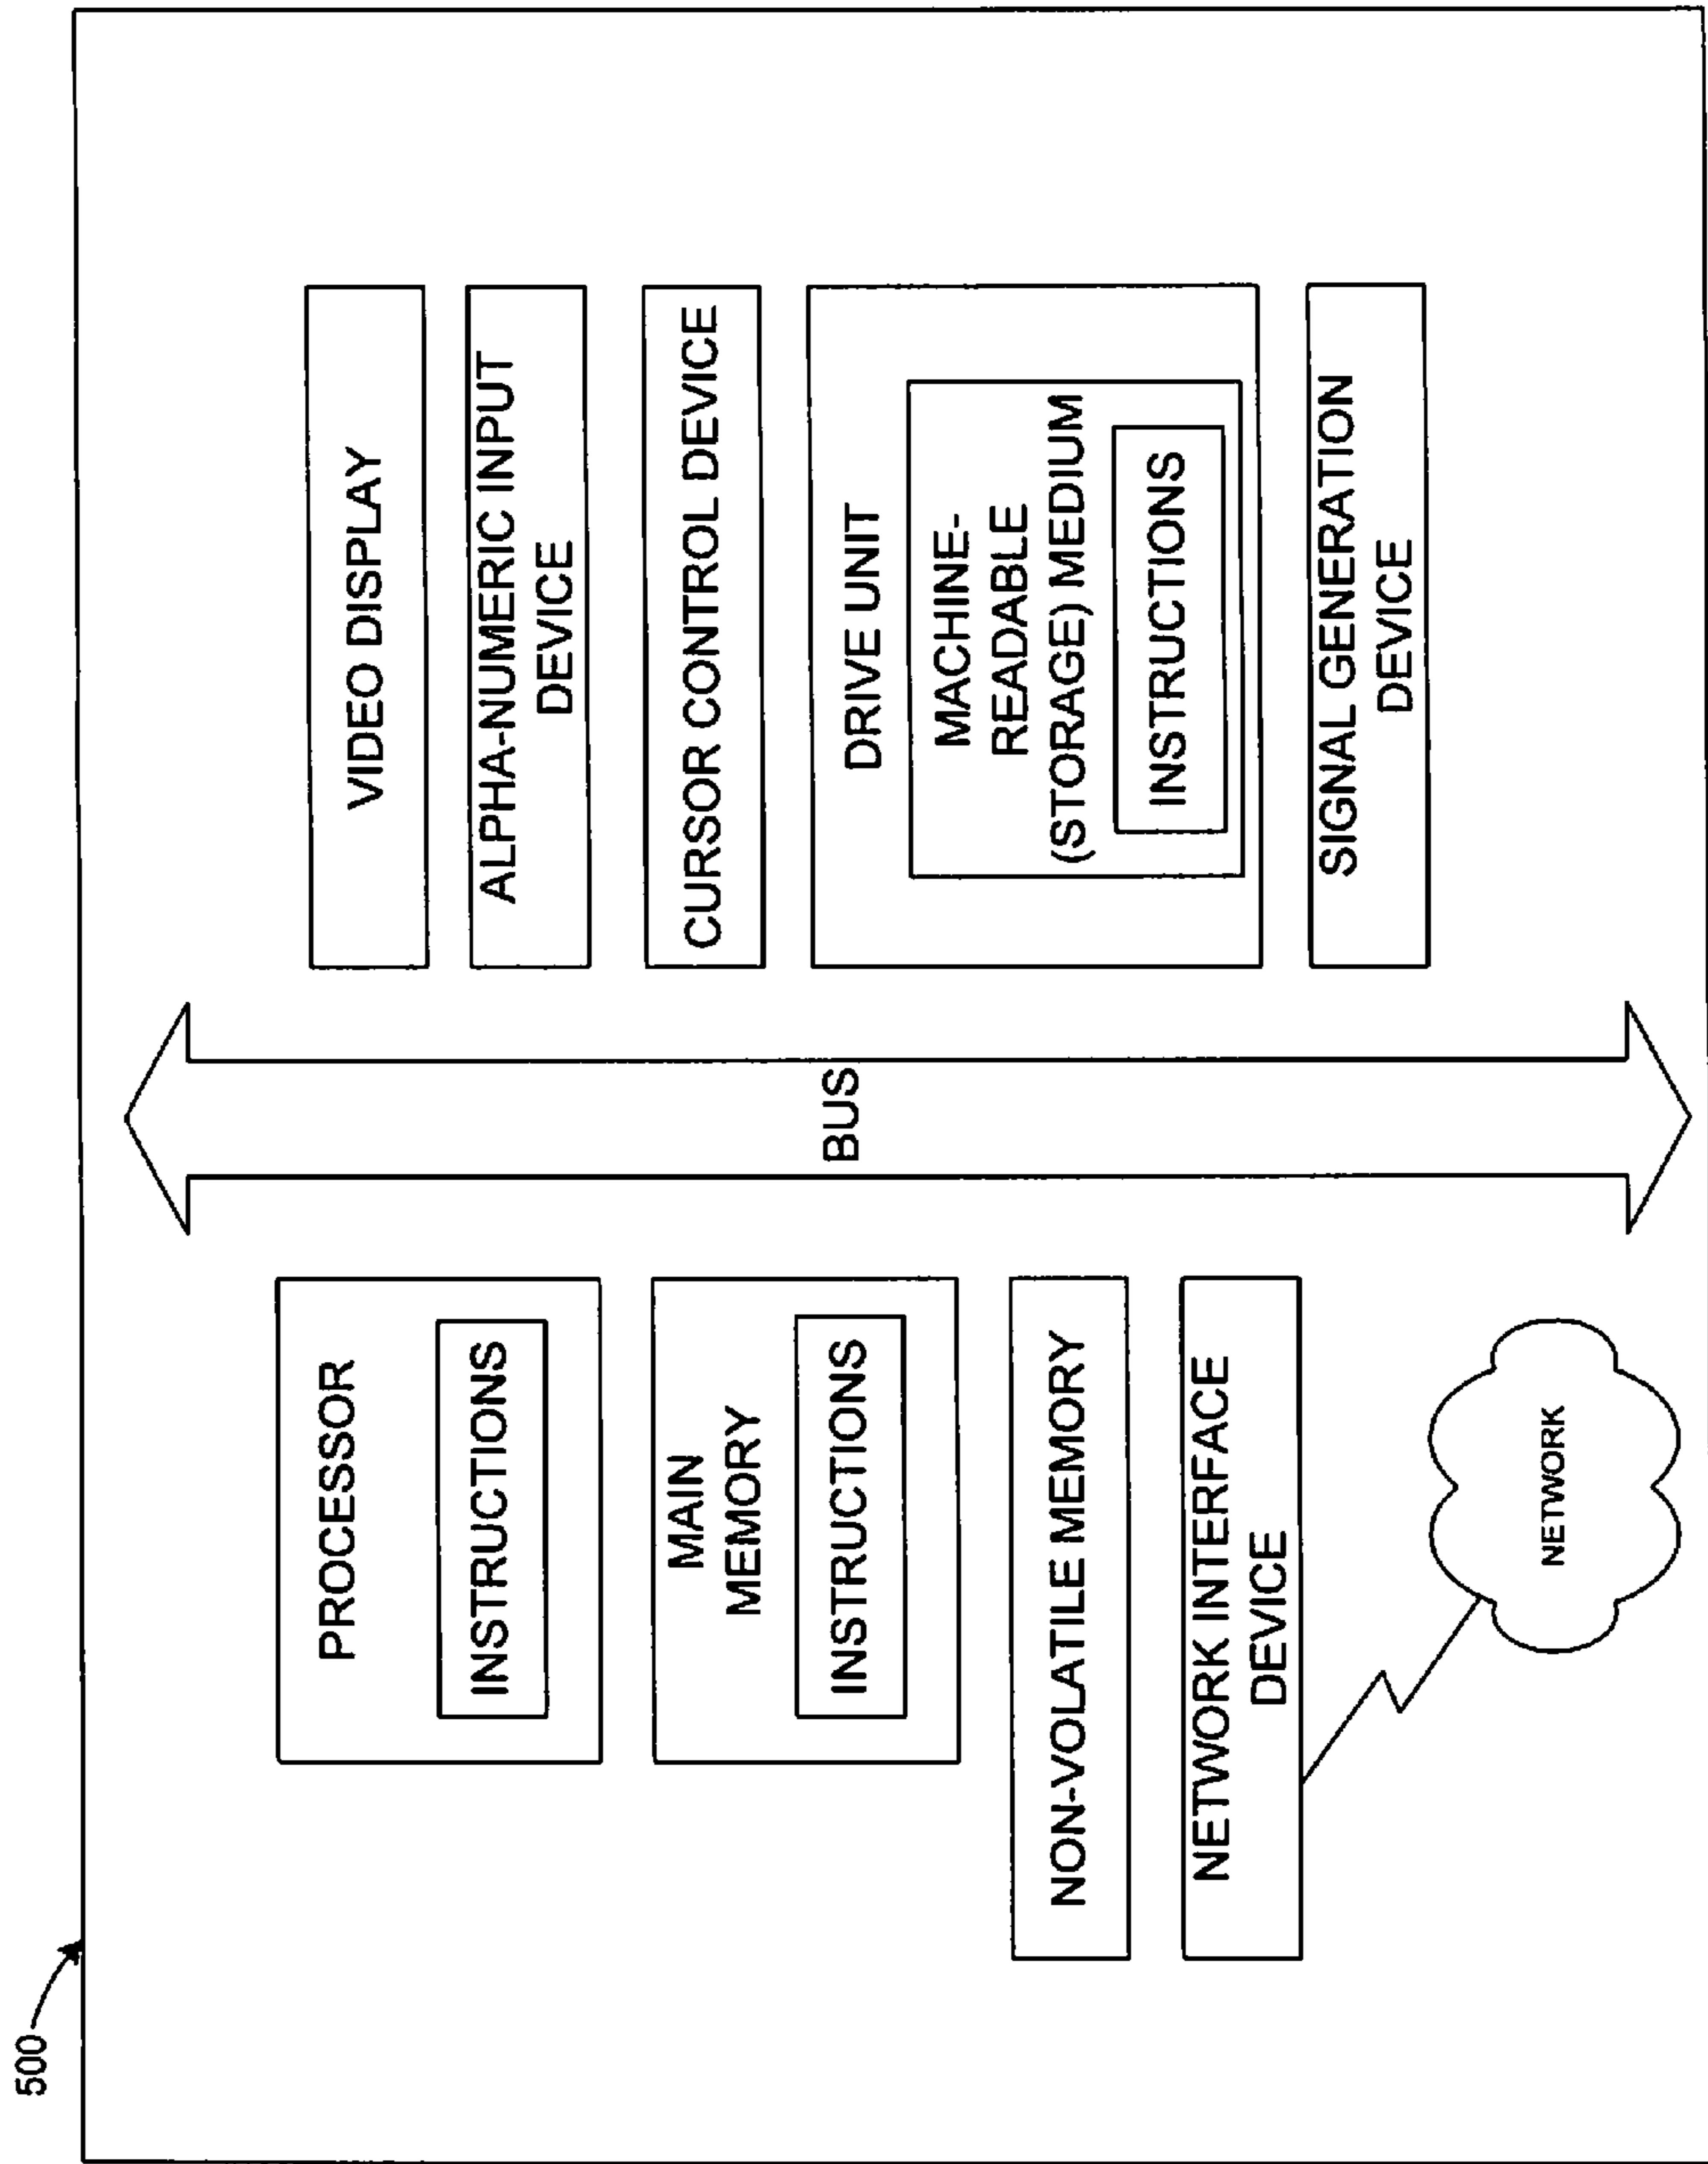 500
PROCESSOR
INSTRUCTIONS
MAIN
MEMORY
INSTRUCTIONS
NON-VOLATILE MEMORY
NETWORK INTERFACE
DEVICE
NETWORK
BUS
VIDEO DISPLAY
ALPHA-NUMERIC INPUT
DEVICE
CURSOR CONTROL DEVICE
DRIVE UNIT
MACHINE-
READABLE
(STORAGE) MEDIUM
INSTRUCTIONS
SIGNAL GENERATION
DEVICE